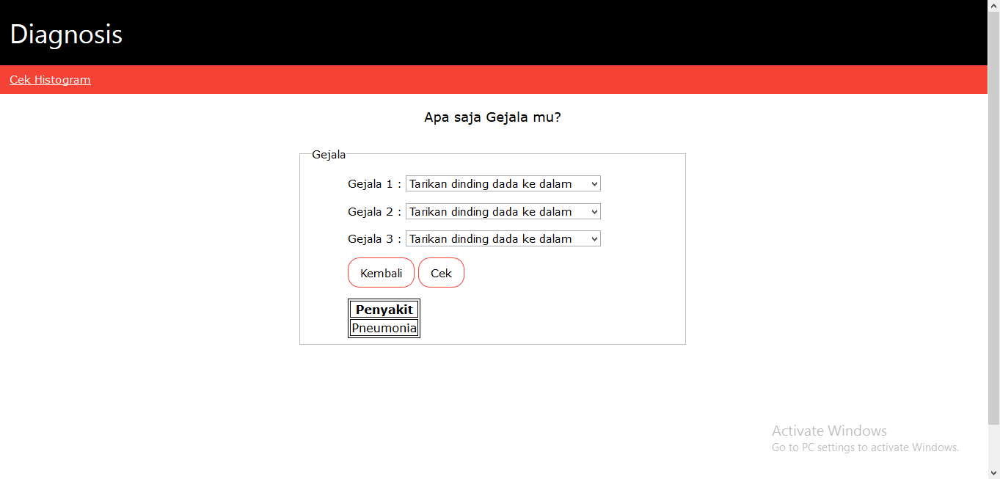 Diagnosis
Cek Histogram
Apa saja Gejala mu?
Gejala
Gejala 1 : Tarikan dinding dada ke dalam
Gejala 2 : Tarikan dinding dada ke dalam
Gejala 3 : Tarikan dinding dada ke dalam
Kembali Cek
Penyakit
Pneumonia
Activate Windows
Go to PC settings to activate Windows.